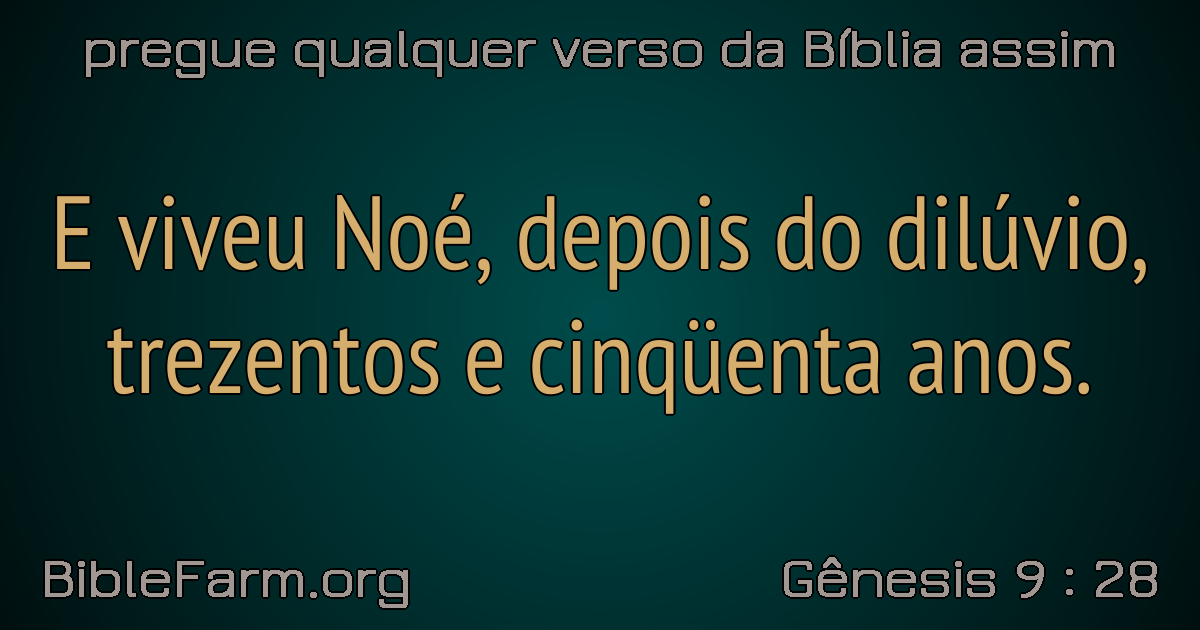 pregue qualquer verso da Bíblia assim
E viveu Noé, depois do dilúvio,
trezentos e cinqüenta anos.
BibleFarm.org
Gênesis 9 : 28